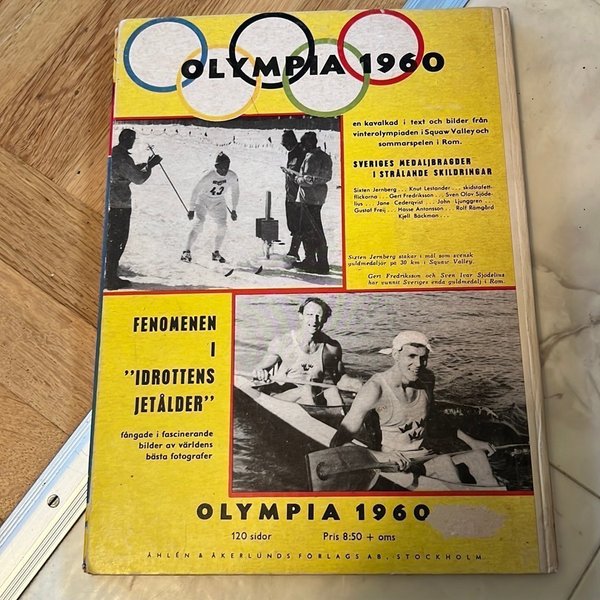 OLYMPIA 1960
en kavalkad i text och bilder från
vinterolympiaden i Squaw Valley och
sommarspelen i Rom.
SVERIGES MEDALJBRAGDER
I STRÅLANDE SKILDRINGAR
Sixten Jernberg... Knut Lestander... skidstafett-
flickorna... Gert Fredriksson... Sven Olov Sjöde-
lius... Jane Cederqvist... John Ljunggren...
Gustaf Freij... Hasse Antonsson... Rolf Rämgård
Kjell Bäckman...
43
Sixten Jernberg stakar i mål som svensk
guldmedaljör på 30 km i Squaw Valley.
Gert Fredriksson och Sven Ivar Sjödelius
har vunnit Sveriges enda guldmedalj i Rom.
FENOMENEN
I
"IDROTTENS
JETÅLDER"
fångade i fascinerande
bilder av världens
bästa fotografer
OLYMPIA 1960
120 sidor Pris 8:50 + oms
ÅHLÉN & ÅKERLUNDS FÖRLAGS AB, STOCKHOLM